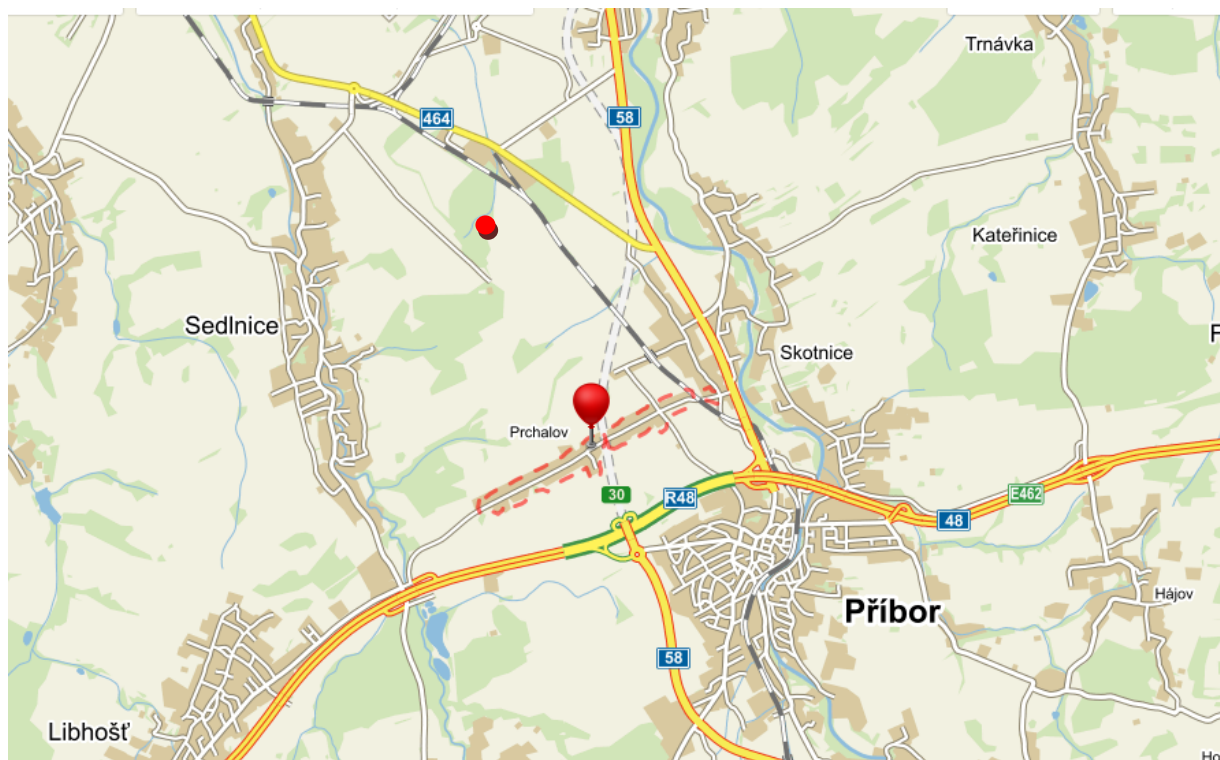 Trnávka
464
58
Kateřinice
Sedlnice
Skotnice
Prchalov
30
R48
E462
48
Hájov
Příbor
58
Libhošť